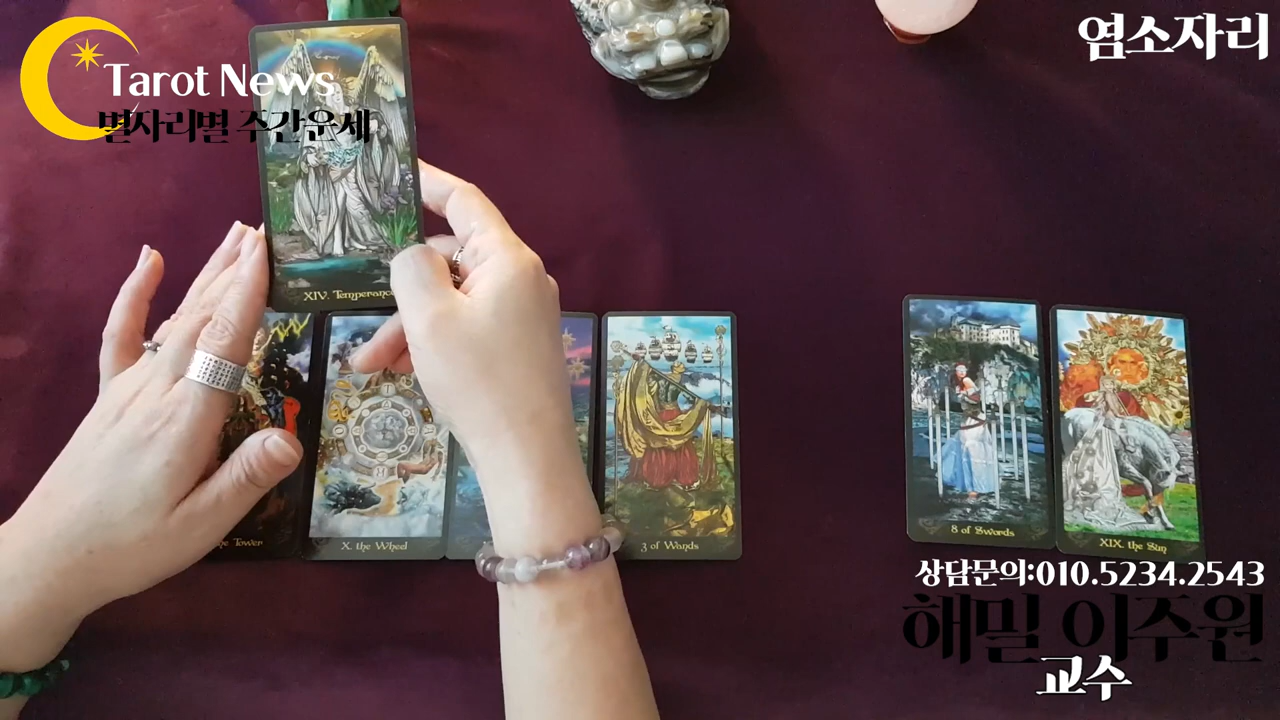 염소자리
Tarot News
별자리별 주간운세
XIV. Temperance
the Tower
X. the Wheel
3 of Wands
8 of Swords
XIX. the Sun
상담문의:010.5234.2543
해밀 이주원
교수